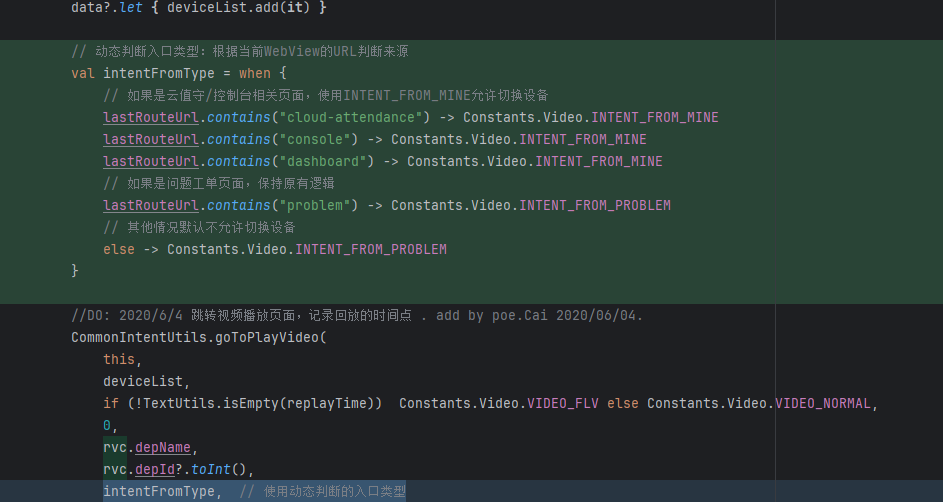 data?.let { deviceList.add(it) }
// 动态判断入口类型：根据当前WebView的URL判断来源
val intentFromType = when {
// 如果是云值守/控制台相关页面，使用INTENT_FROM_MINE允许切换设备
lastRouteUrl.contains("cloud-attendance") -> Constants.Video.INTENT_FROM_MINE
lastRouteUrl.contains("console") -> Constants.Video.INTENT_FROM_MINE
lastRouteUrl.contains("dashboard") -> Constants.Video.INTENT_FROM_MINE
// 如果是问题工单页面，保持原有逻辑
lastRouteUrl.contains("problem") -> Constants.Video.INTENT_FROM_PROBLEM
// 其他情况默认不允许切换设备
else -> Constants.Video.INTENT_FROM_PROBLEM
}
//DO: 2020/6/4 跳转视频播放页面，记录回放的时间点 . add by poe.Cai 2020/06/04.
CommonIntentUtils.goToPlayVideo(
this,
deviceList,
if (!TextUtils.isEmpty(replayTime)) Constants.Video.VIDEO_FLV else Constants.Video.VIDEO_NORMAL,
0,
rvc.depName,
rvc.depId?.toInt(),
intentFromType, // 使用动态判断的入口类型